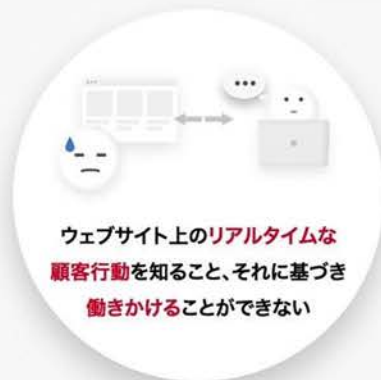 ウェブサイト上のリアルタイムな
顧客行動を知ること、それに基づき
働きかけることができない